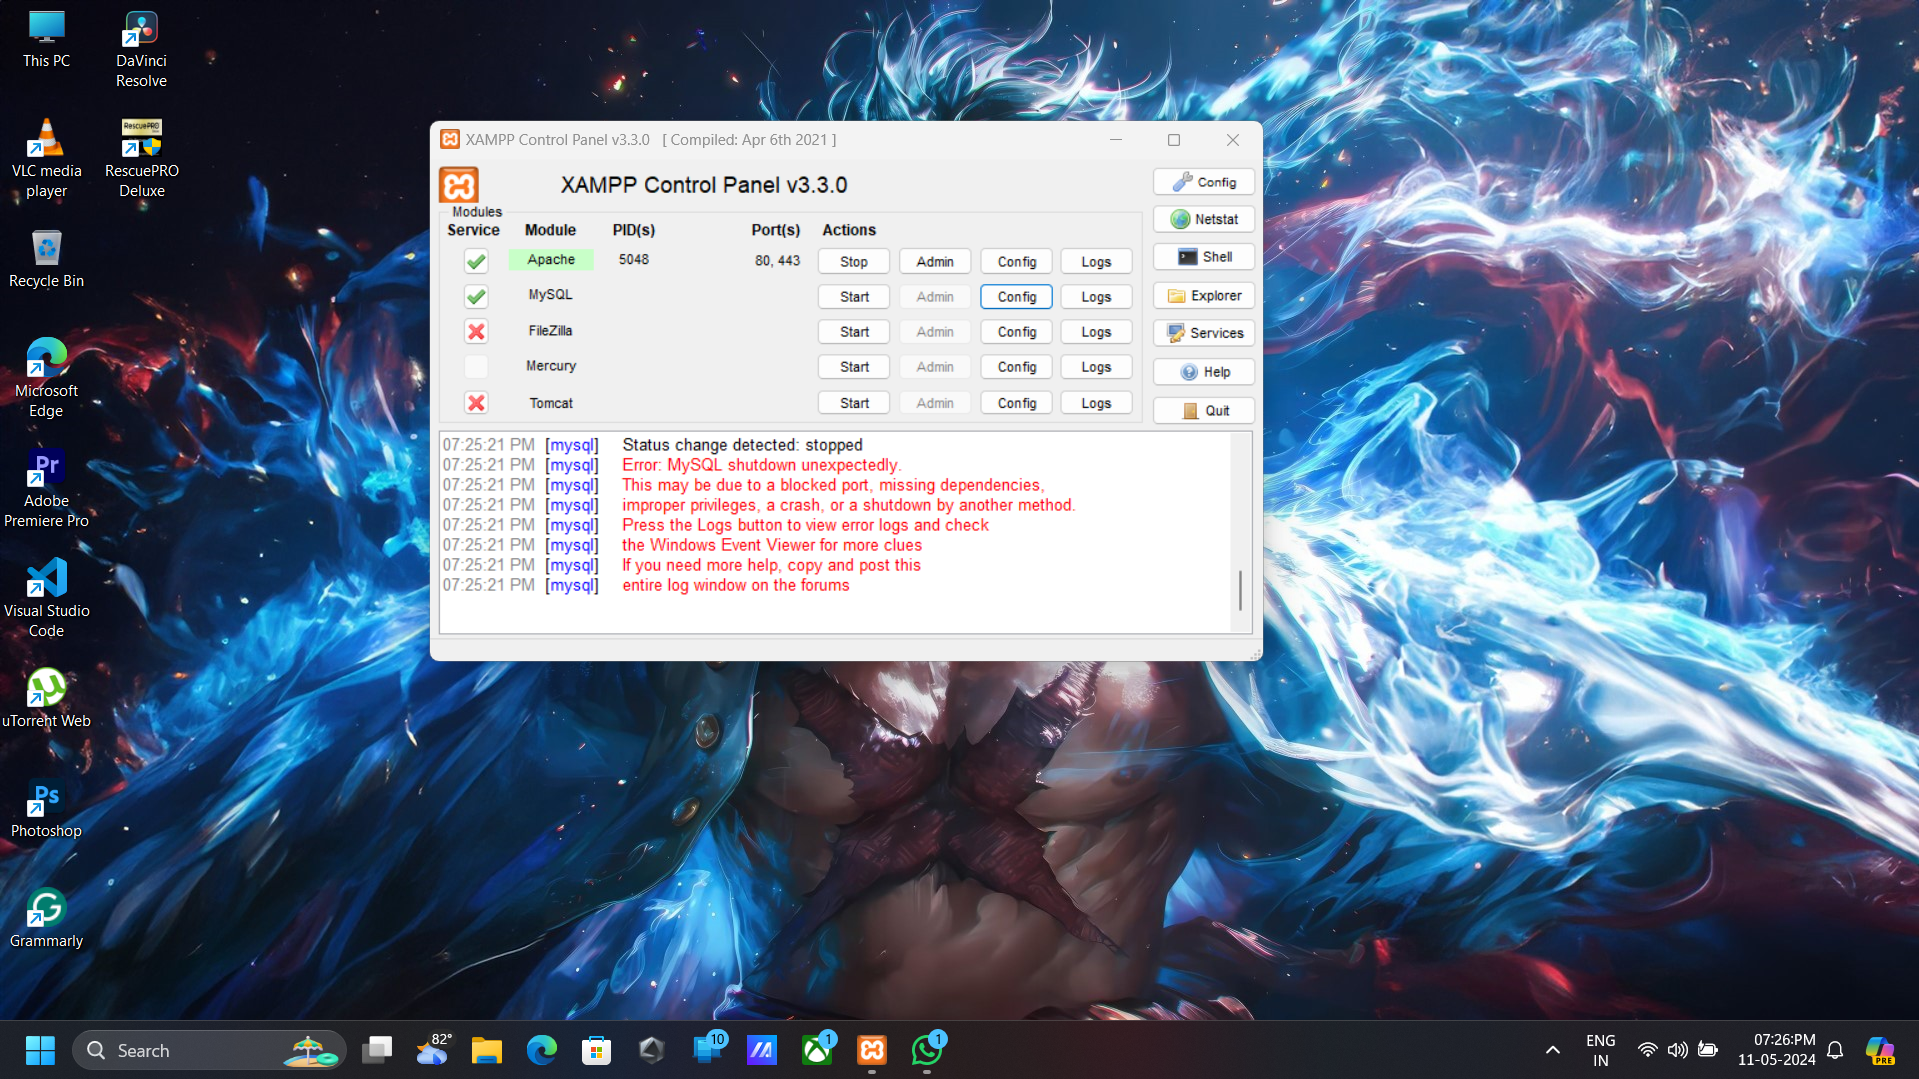 This PC
DaVinci
Resolve
VLC media
player
RescuePRO
RescuePRO
Deluxe
Recycle Bin
Microsoft
Edge
Pr
Adobe
Premiere Pro
Visual Studio
Code
uTorrent Web
Ps
Photoshop
Grammarly
XAMPP Control Panel v3.3.0 [ Compiled: Apr 6th 2021 ]
XAMPP Control Panel v3.3.0
Config
Netstat
Shell
Explorer
Services
Help
Quit
Modules
Service Module PID(s) Port(s) Actions
Apache 5048 80, 443 Stop Admin Config Logs
MySQL Start Admin Config Logs
FileZilla Start Admin Config Logs
Mercury Start Admin Config Logs
Tomcat Start Admin Config Logs
07:25:21 PM [mysql] Status change detected: stopped
07:25:21 PM [mysql] Error: MySQL shutdown unexpectedly.
07:25:21 PM [mysql] This may be due to a blocked port, missing dependencies,
07:25:21 PM [mysql] improper privileges, a crash, or a shutdown by another method.
07:25:21 PM [mysql] Press the Logs button to view error logs and check
07:25:21 PM [mysql] the Windows Event Viewer for more clues
07:25:21 PM [mysql] If you need more help, copy and post this
07:25:21 PM [mysql] entire log window on the forums
Search
82°
10
1
1
ENG
IN
07:26:PM
11-05-2024
PRE